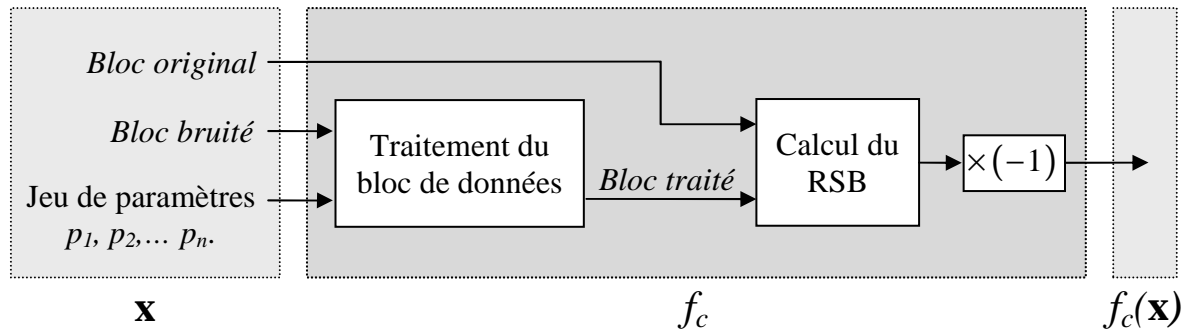 Bloc original
Bloc bruité
Jeu de paramètres
p1, p2,... pn.
Traitement du
bloc de données
Bloc traité
Calcul du
RSB
×(−1)
x
fc
fc(x)